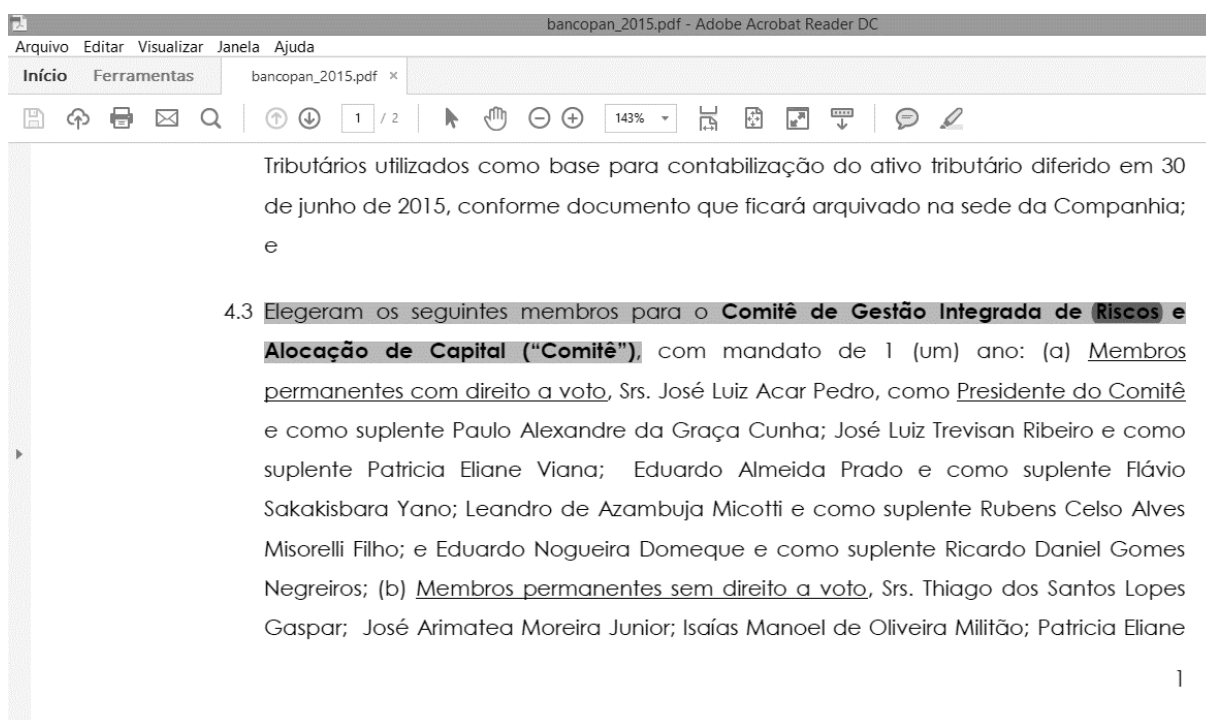 bancopan_2015.pdf - Adobe Acrobat Reader DC
Arquivo Editar Visualizar Janela Ajuda
Início Ferramentas bancopan_2015.pdf ×
1 / 2 143%
Tributários utilizados como base para contabilização do ativo tributário diferido em 30
de junho de 2015, conforme documento que ficará arquivado na sede da Companhia;
e
4.3 Elegeram os seguintes membros para o Comitê de Gestão Integrada de Riscos e
Alocação de Capital (“Comitê”), com mandato de 1 (um) ano: (a) Membros
permanentes com direito a voto, Srs. José Luiz Acar Pedro, como Presidente do Comitê
e como suplente Paulo Alexandre da Graça Cunha; José Luiz Trevisan Ribeiro e como
suplente Patricia Eliane Viana; Eduardo Almeida Prado e como suplente Flávio
Sakakisbara Yano; Leandro de Azambuja Micotti e como suplente Rubens Celso Alves
Misorelli Filho; e Eduardo Nogueira Domeque e como suplente Ricardo Daniel Gomes
Negreiros; (b) Membros permanentes sem direito a voto, Srs. Thiago dos Santos Lopes
Gaspar; José Arimatea Moreira Junior; Isaías Manoel de Oliveira Militão; Patricia Eliane
1